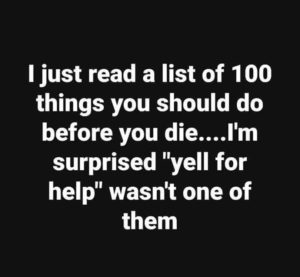 I just read a list of 100
things you should do
before you die....I'm
surprised "yell for
help" wasn't one of
them